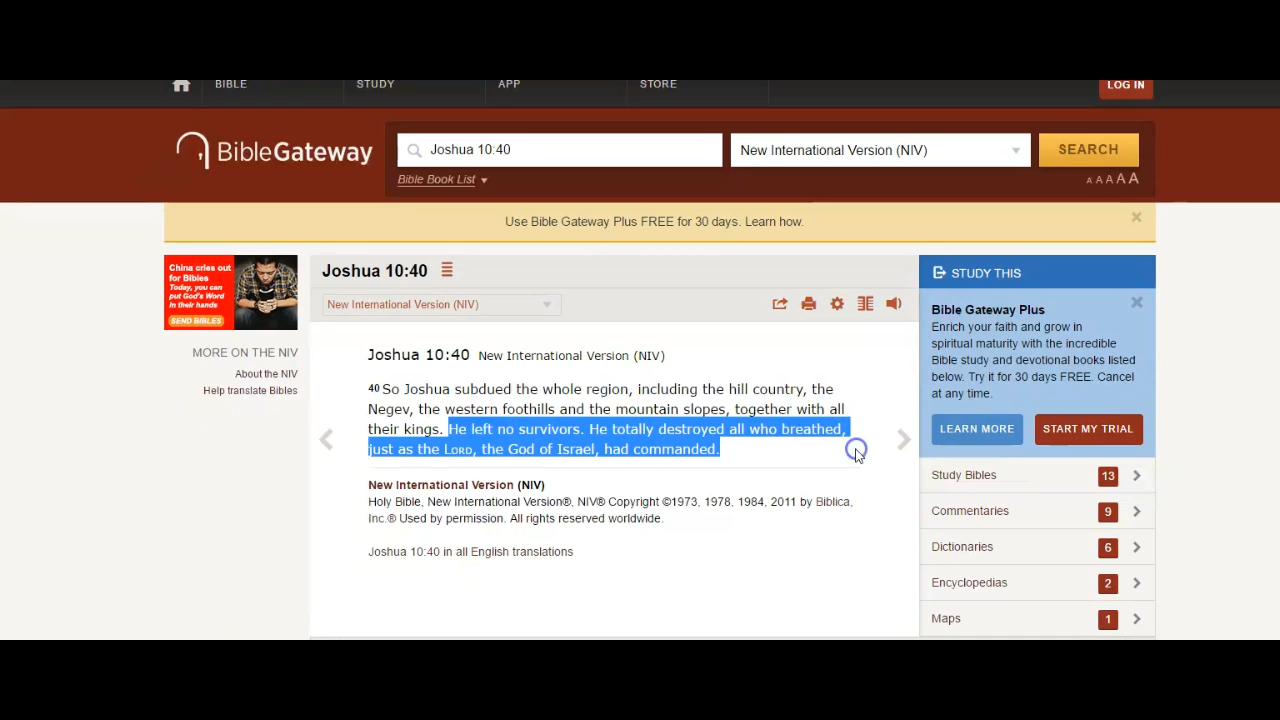 BIBLE STUDY APP STORE LOG IN
BibleGateway
Joshua 10:40
New International Version (NIV)
SEARCH
Bible Book List
A A A A A
Use Bible Gateway Plus FREE for 30 days. Learn how.
China cries out
for Bibles
Today, you can
put God's Word
in their hands
SEND BIBLES
MORE ON THE NIV
About the NIV
Help translate Bibles
Joshua 10:40
New International Version (NIV)
Joshua 10:40 New International Version (NIV)
40 So Joshua subdued the whole region, including the hill country, the
Negev, the western foothills and the mountain slopes, together with all
their kings. He left no survivors. He totally destroyed all who breathed,
just as the LORD, the God of Israel, had commanded.
New International Version (NIV)
Holy Bible, New International Version®, NIV® Copyright ©1973, 1978, 1984, 2011 by Biblica,
Inc.® Used by permission. All rights reserved worldwide.
Joshua 10:40 in all English translations
STUDY THIS
Bible Gateway Plus
Enrich your faith and grow in
spiritual maturity with the incredible
Bible study and devotional books listed
below. Try it for 30 days FREE. Cancel
at any time.
LEARN MORE
START MY TRIAL
Study Bibles 13
Commentaries 9
Dictionaries 6
Encyclopedias 2
Maps 1